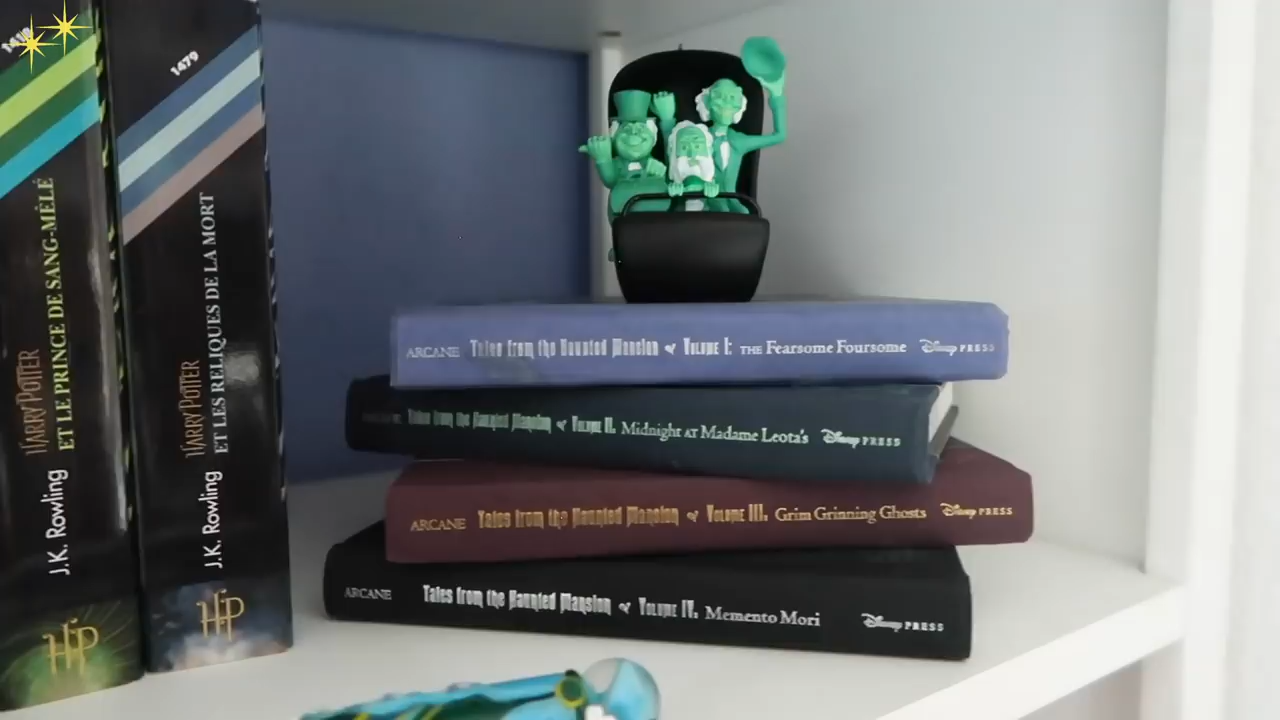 J.K. Rowling HARRY POTTER ET LE PRINCE DE SANG-MÊLÉ
HP
1479
J.K. Rowling HARRY POTTER ET LES RELIQUES DE LA MORT
HP
ARCANE Tales from the Haunted Mansion Volume I: THE Fearsome Foursome Disney PRESS
ARCANE Tales from the Haunted Mansion Volume II. Midnight AT Madame Leota's Disney PRESS
ARCANE Tales from the Haunted Mansion Volume III. Grim Grinning Ghosts Disney PRESS
ARCANE Tales from the Haunted Mansion Volume IV. Memento Mori Disney PRESS